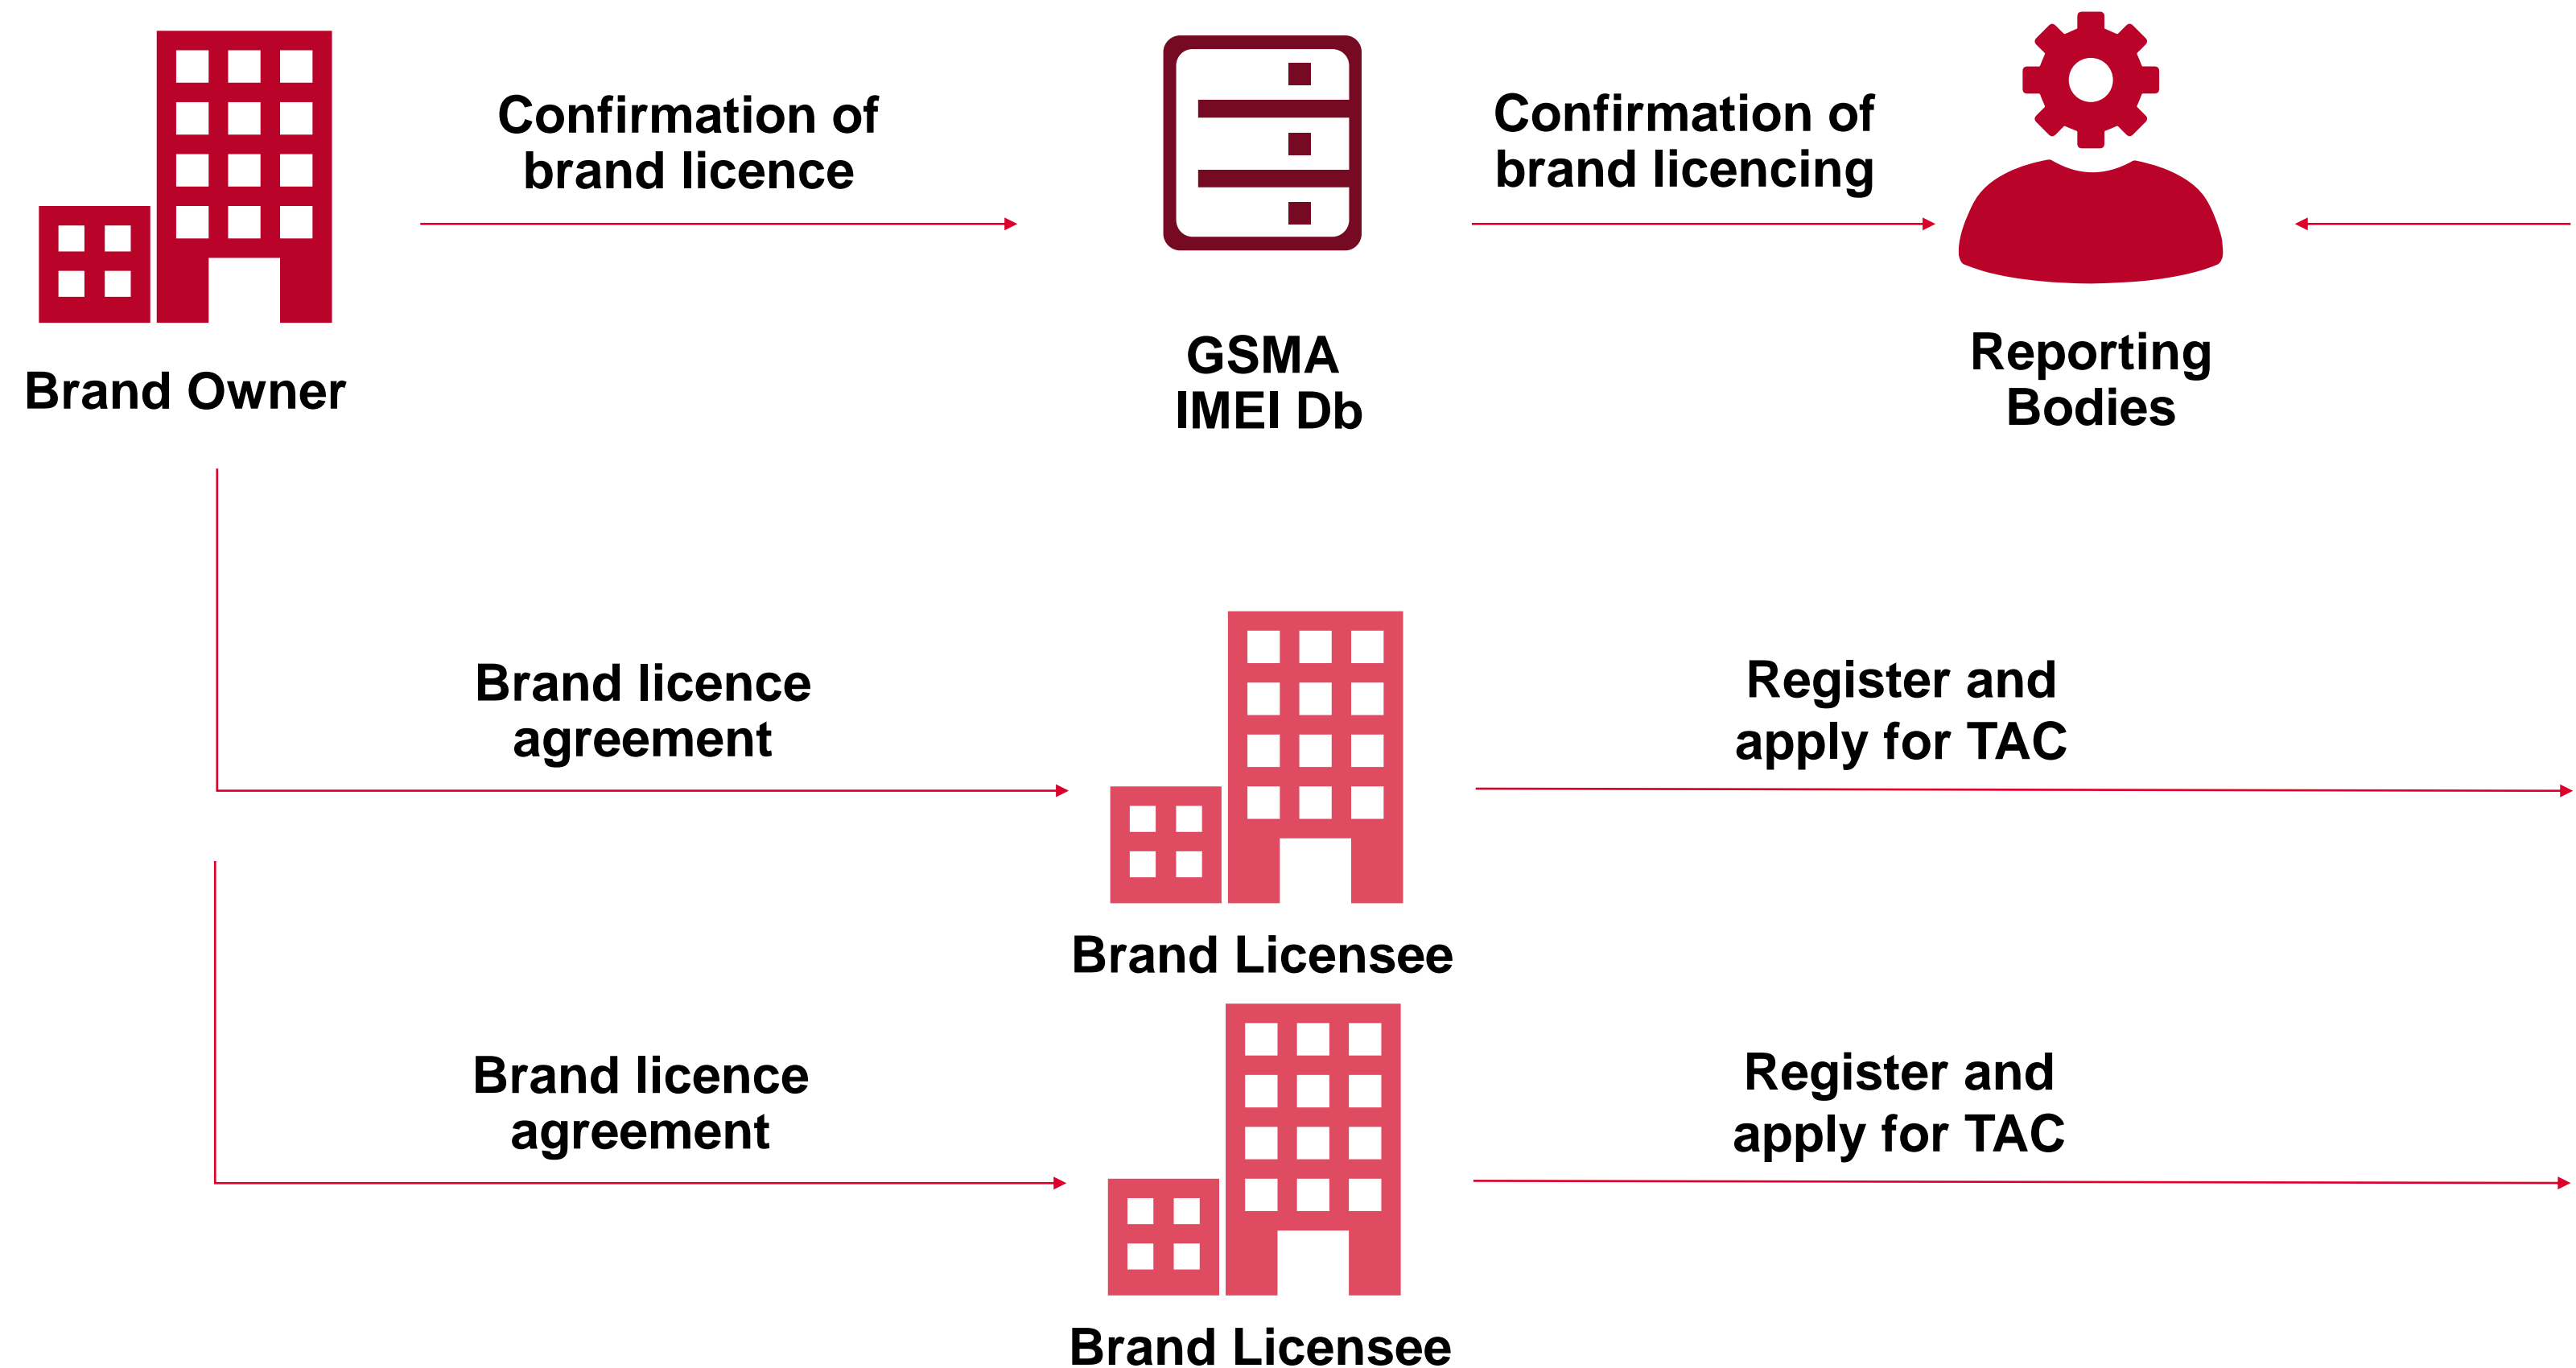 Confirmation of
brand licence
Confirmation of
brand licencing
Brand Owner
GSMA
IMEI Db
Reporting
Bodies
Brand licence
agreement
Register and
apply for TAC
Brand Licensee
Brand licence
agreement
Register and
apply for TAC
Brand Licensee